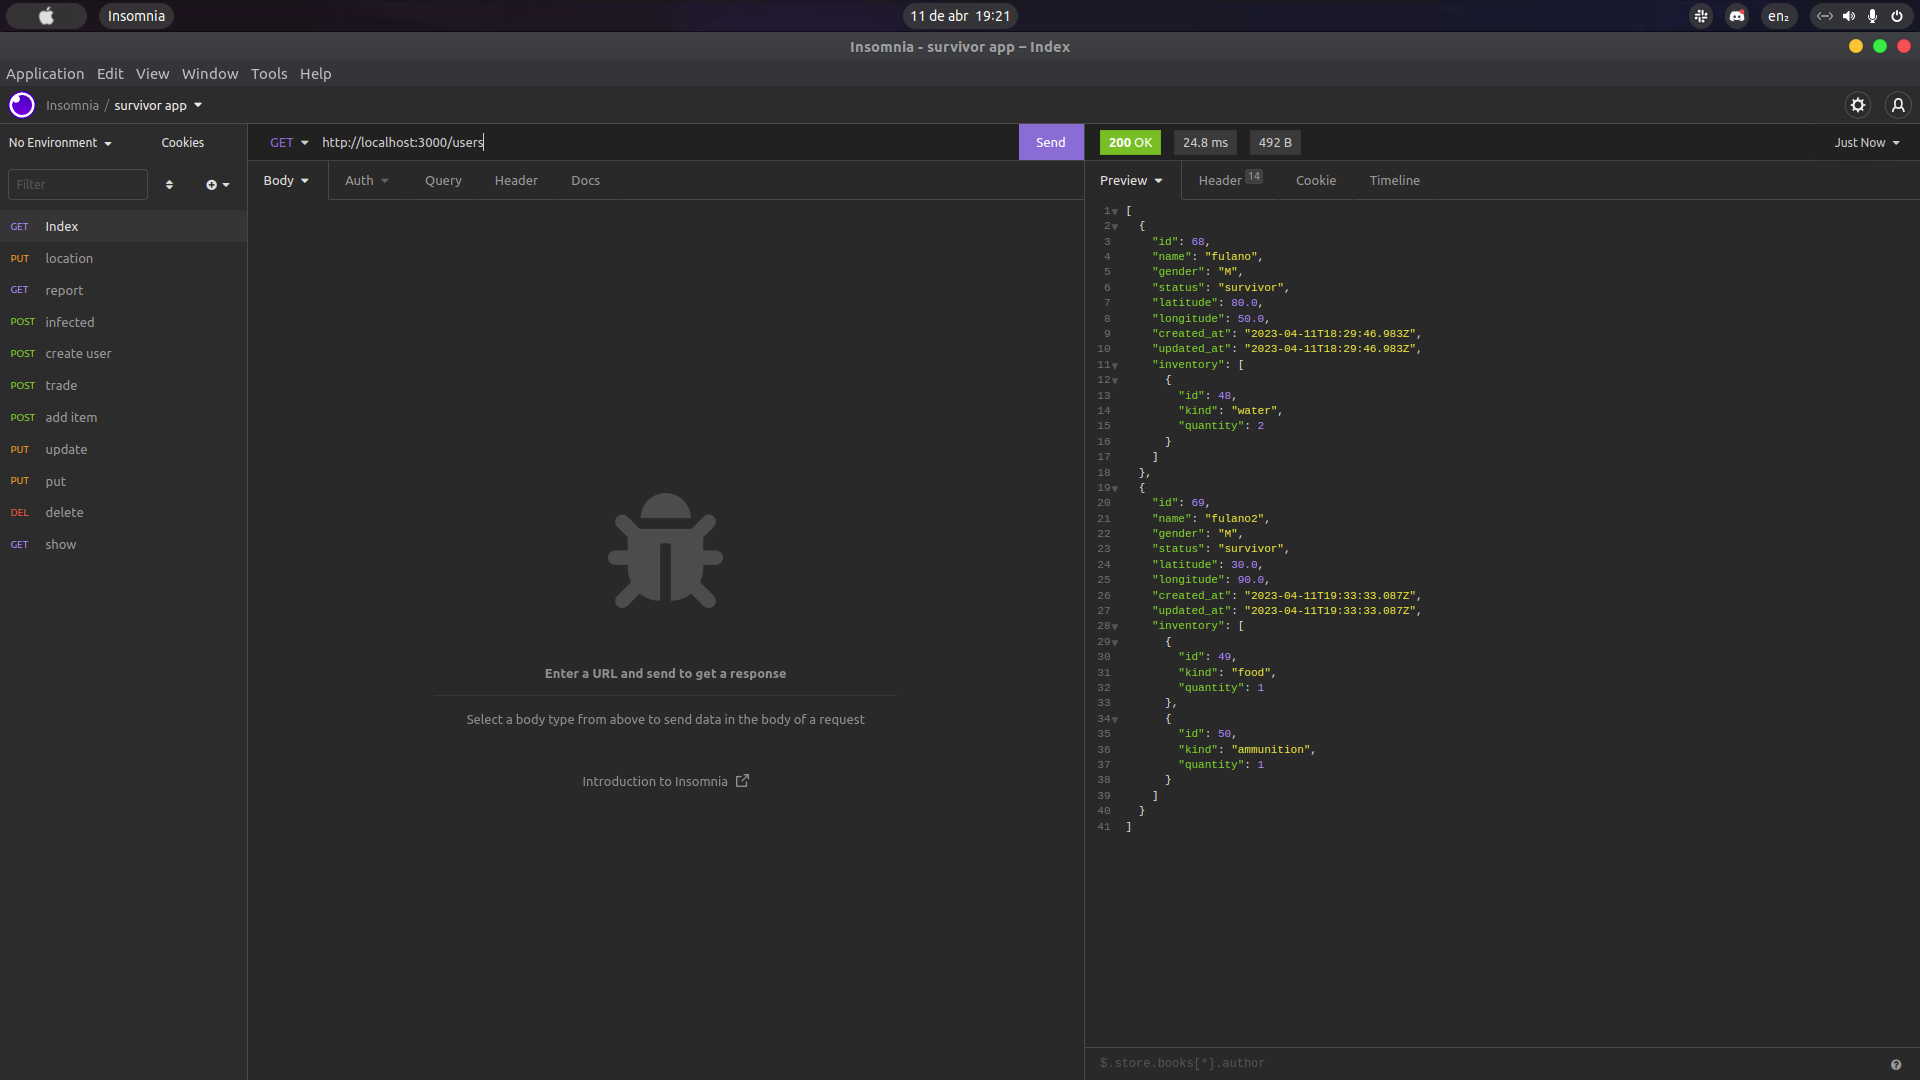 Insomnia
11 de abr 19:21
en₂
Insomnia - survivor app – Index
Application Edit View Window Tools Help
Insomnia / survivor app
No Environment Cookies
GET http://localhost:3000/users Send
200 OK 24.8 ms 492 B Just Now
Filter
Body Auth Query Header Docs
Preview Header 14 Cookie Timeline
GET Index
PUT location
GET report
POST infected
POST create user
POST trade
POST add item
PUT update
PUT put
DEL delete
GET show
Enter a URL and send to get a response
Select a body type from above to send data in the body of a request
Introduction to Insomnia
1 [
2 {
3 "id": 68,
4 "name": "fulano",
5 "gender": "M",
6 "status": "survivor",
7 "latitude": 80.0,
8 "longitude": 50.0,
9 "created_at": "2023-04-11T18:29:46.983Z",
10 "updated_at": "2023-04-11T18:29:46.983Z",
11 "inventory": [
12 {
13 "id": 48,
14 "kind": "water",
15 "quantity": 2
16 }
17 ]
18 },
19 {
20 "id": 69,
21 "name": "fulano2",
22 "gender": "M",
23 "status": "survivor",
24 "latitude": 30.0,
25 "longitude": 90.0,
26 "created_at": "2023-04-11T19:33:33.087Z",
27 "updated_at": "2023-04-11T19:33:33.087Z",
28 "inventory": [
29 {
30 "id": 49,
31 "kind": "food",
32 "quantity": 1
33 },
34 {
35 "id": 50,
36 "kind": "ammunition",
37 "quantity": 1
38 }
39 ]
40 }
41 ]
$.store.books[*].author